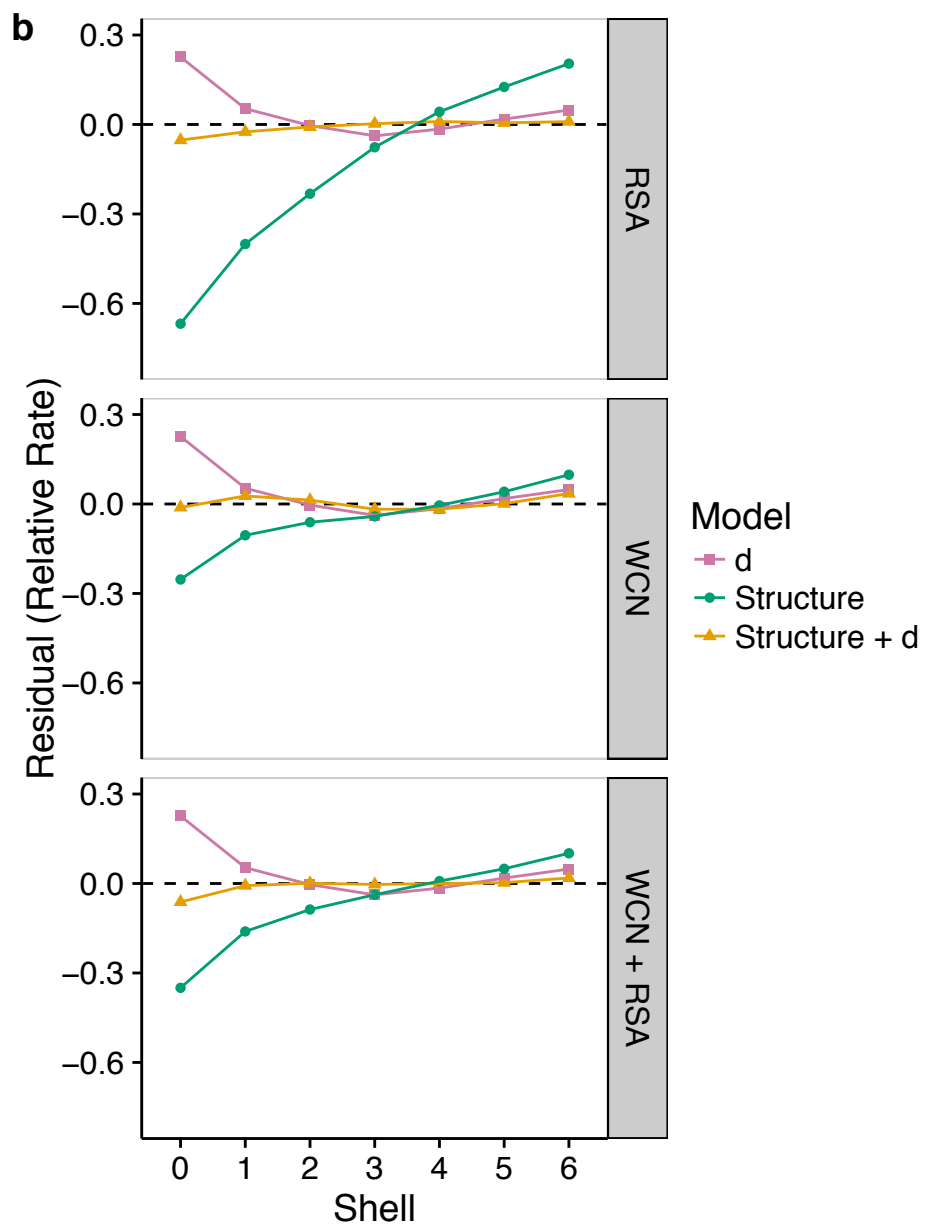 b
Residual (Relative Rate)
0.3
0.0
−0.3
−0.6
RSA
0.3
0.0
−0.3
−0.6
WCN
0.3
0.0
−0.3
−0.6
WCN + RSA
0 1 2 3 4 5 6
Shell
Model
d
Structure
Structure + d